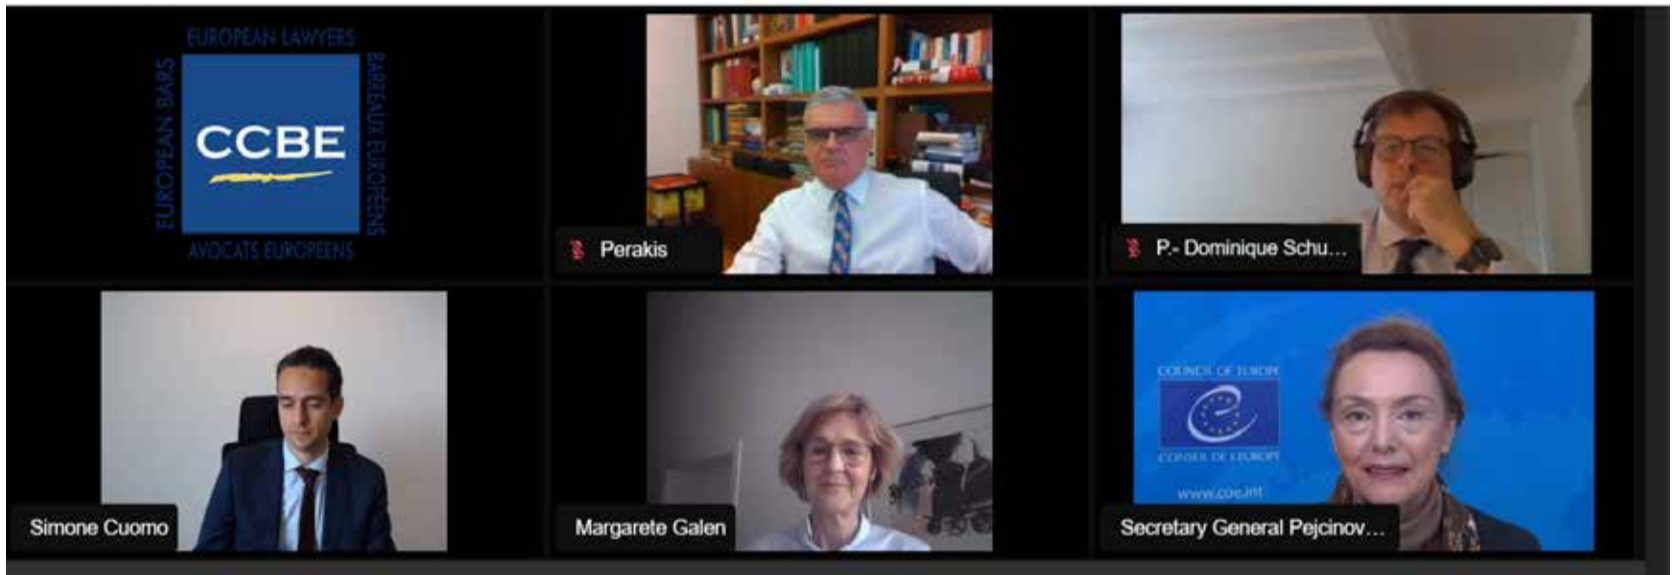 EUROPEAN LAWYERS
EUROPEAN BARS
CCBE
BARREAUX EUROPÉENS
AVOCATS EUROPÉENS
Perakis
P.- Dominique Schu...
Simone Cuomo
Margarete Galen
COUNCIL OF EUROPE
CONSEIL DE L'EUROPE
www.coe.int
Secretary General Pejcinov...